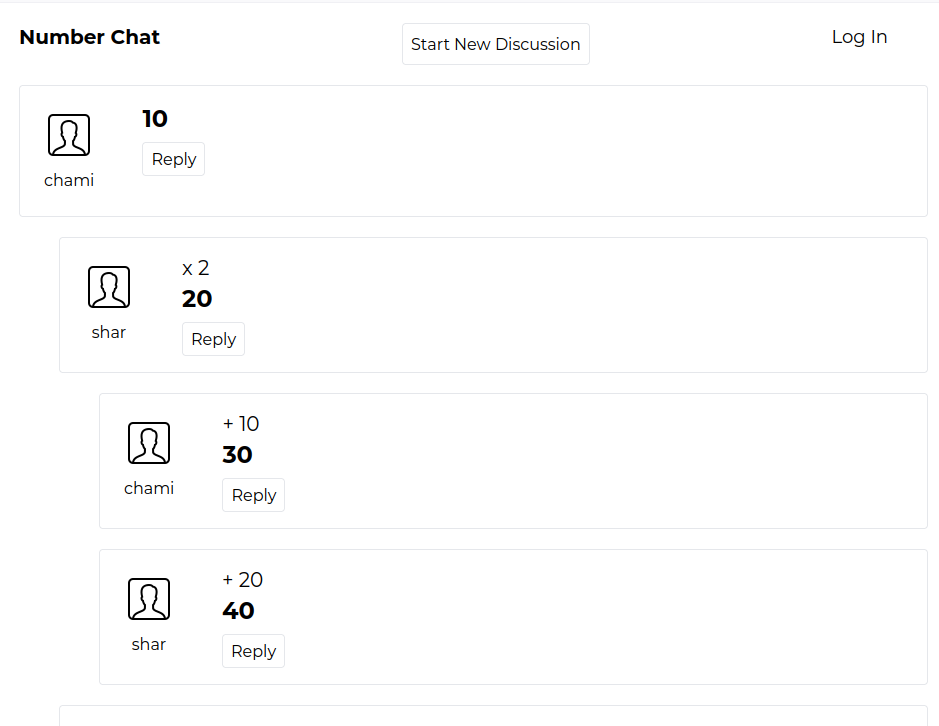 Number Chat
Start New Discussion
Log In
10
Reply
chami
x 2
20
Reply
shar
+ 10
30
Reply
chami
+ 20
40
Reply
shar